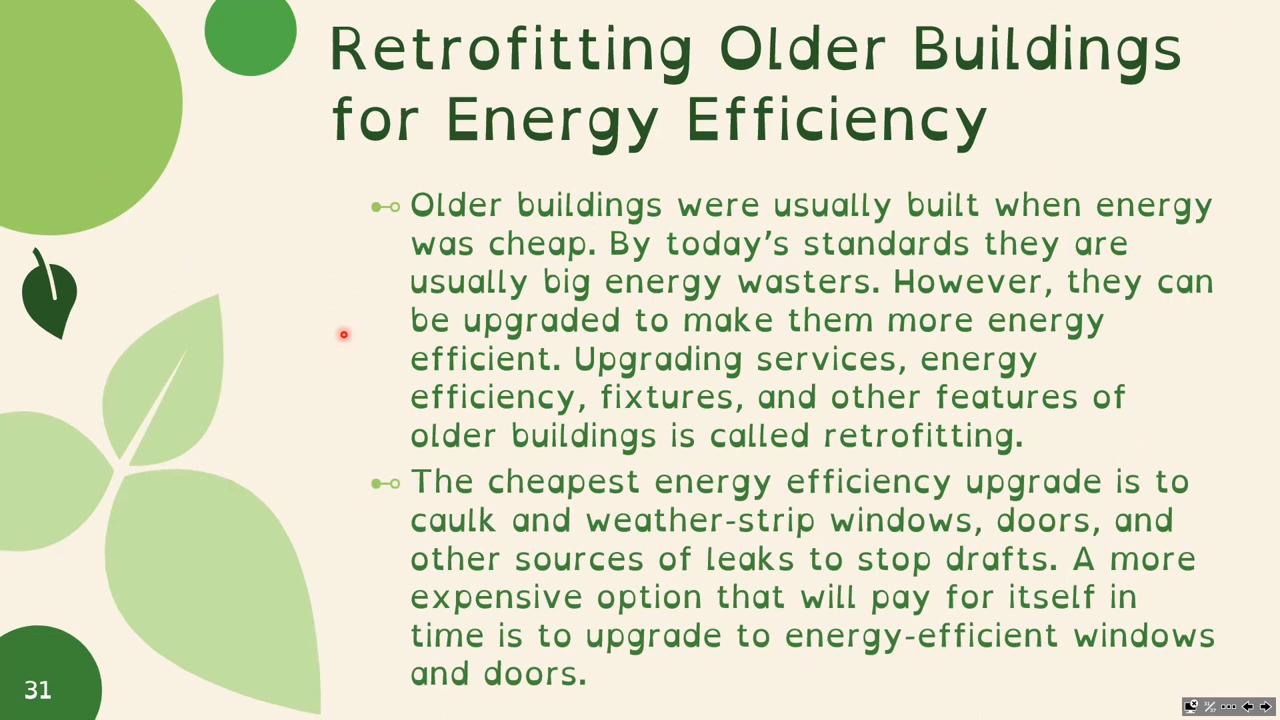 Retrofitting Older Buildings
for Energy Efficiency
Older buildings were usually built when energy
was cheap. By today’s standards they are
usually big energy wasters. However, they can
be upgraded to make them more energy
efficient. Upgrading services, energy
efficiency, fixtures, and other features of
older buildings is called retrofitting.
The cheapest energy efficiency upgrade is to
caulk and weather-strip windows, doors, and
other sources of leaks to stop drafts. A more
expensive option that will pay for itself in
time is to upgrade to energy-efficient windows
and doors.
31